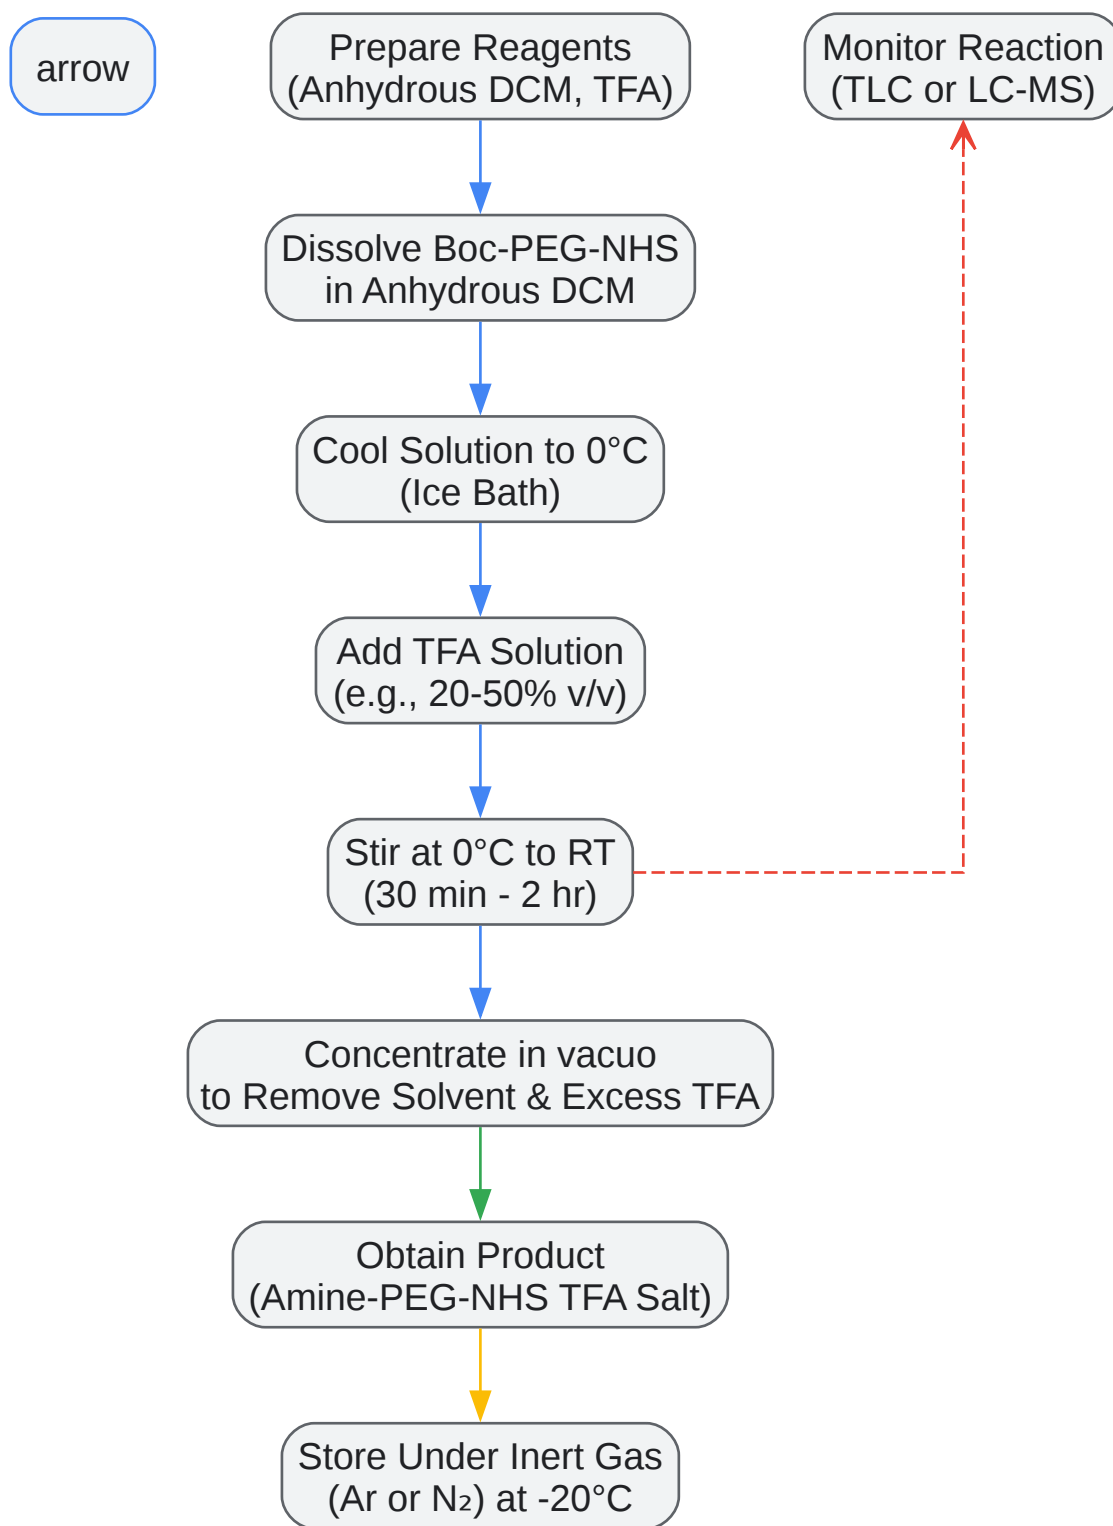 arrow
Prepare Reagents
(Anhydrous DCM, TFA)
Monitor Reaction
(TLC or LC-MS)
Dissolve Boc-PEG-NHS
in Anhydrous DCM
Cool Solution to 0°C
(Ice Bath)
Add TFA Solution
(e.g., 20-50% v/v)
Stir at 0°C to RT
(30 min - 2 hr)
Concentrate in vacuo
to Remove Solvent & Excess TFA
Obtain Product
(Amine-PEG-NHS TFA Salt)
Store Under Inert Gas
(Ar or N₂) at -20°C